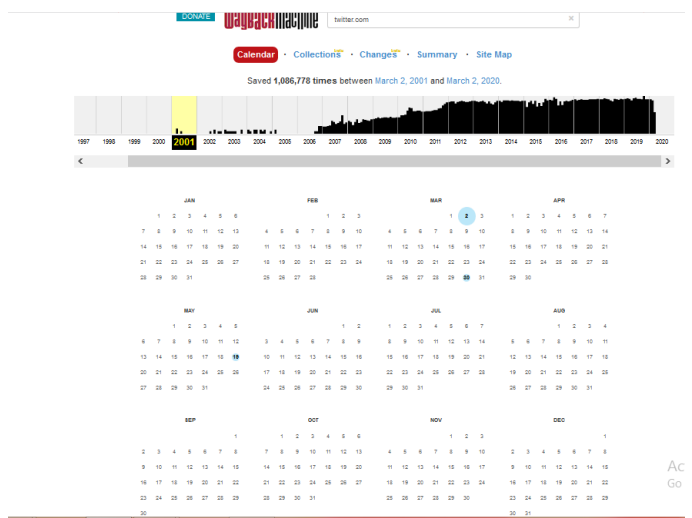 DONATE WayBackMachine twitter.com ×
Calendar · Collections · Changes · Summary · Site Map
Saved 1,086,778 times between March 2, 2001 and March 2, 2020.
1997 1998 1999 2000 2001 2002 2003 2004 2005 2006 2007 2008 2009 2010 2011 2012 2013 2014 2015 2016 2017 2018 2019 2020
JAN FEB MAR APR
1 2 3 4 5 6 1 2 3 1 2 3 1 2 3 4 5 6 7
7 8 9 10 11 12 13 4 5 6 7 8 9 10 4 5 6 7 8 9 10 8 9 10 11 12 13 14
14 15 16 17 18 19 20 11 12 13 14 15 16 17 11 12 13 14 15 16 17 15 16 17 18 19 20 21
21 22 23 24 25 26 27 18 19 20 21 22 23 24 18 19 20 21 22 23 24 22 23 24 25 26 27 28
28 29 30 31 25 26 27 28 25 26 27 28 29 30 31 29 30
MAY JUN JUL AUG
1 2 3 4 5 1 2 1 2 3 4 5 6 7 1 2 3 4
6 7 8 9 10 11 12 3 4 5 6 7 8 9 8 9 10 11 12 13 14 5 6 7 8 9 10 11
13 14 15 16 17 18 19 10 11 12 13 14 15 16 15 16 17 18 19 20 21 12 13 14 15 16 17 18
20 21 22 23 24 25 26 17 18 19 20 21 22 23 22 23 24 25 26 27 28 19 20 21 22 23 24 25
27 28 29 30 31 24 25 26 27 28 29 30 29 30 31 26 27 28 29 30 31
SEP OCT NOV DEC
1 1 2 3 4 5 6 1 2 3 1
2 3 4 5 6 7 8 7 8 9 10 11 12 13 4 5 6 7 8 9 10 2 3 4 5 6 7 8
9 10 11 12 13 14 15 14 15 16 17 18 19 20 11 12 13 14 15 16 17 9 10 11 12 13 14 15
16 17 18 19 20 21 22 21 22 23 24 25 26 27 18 19 20 21 22 23 24 16 17 18 19 20 21 22
23 24 25 26 27 28 29 28 29 30 31 25 26 27 28 29 30 23 24 25 26 27 28 29
30 30 31
Ac
Go